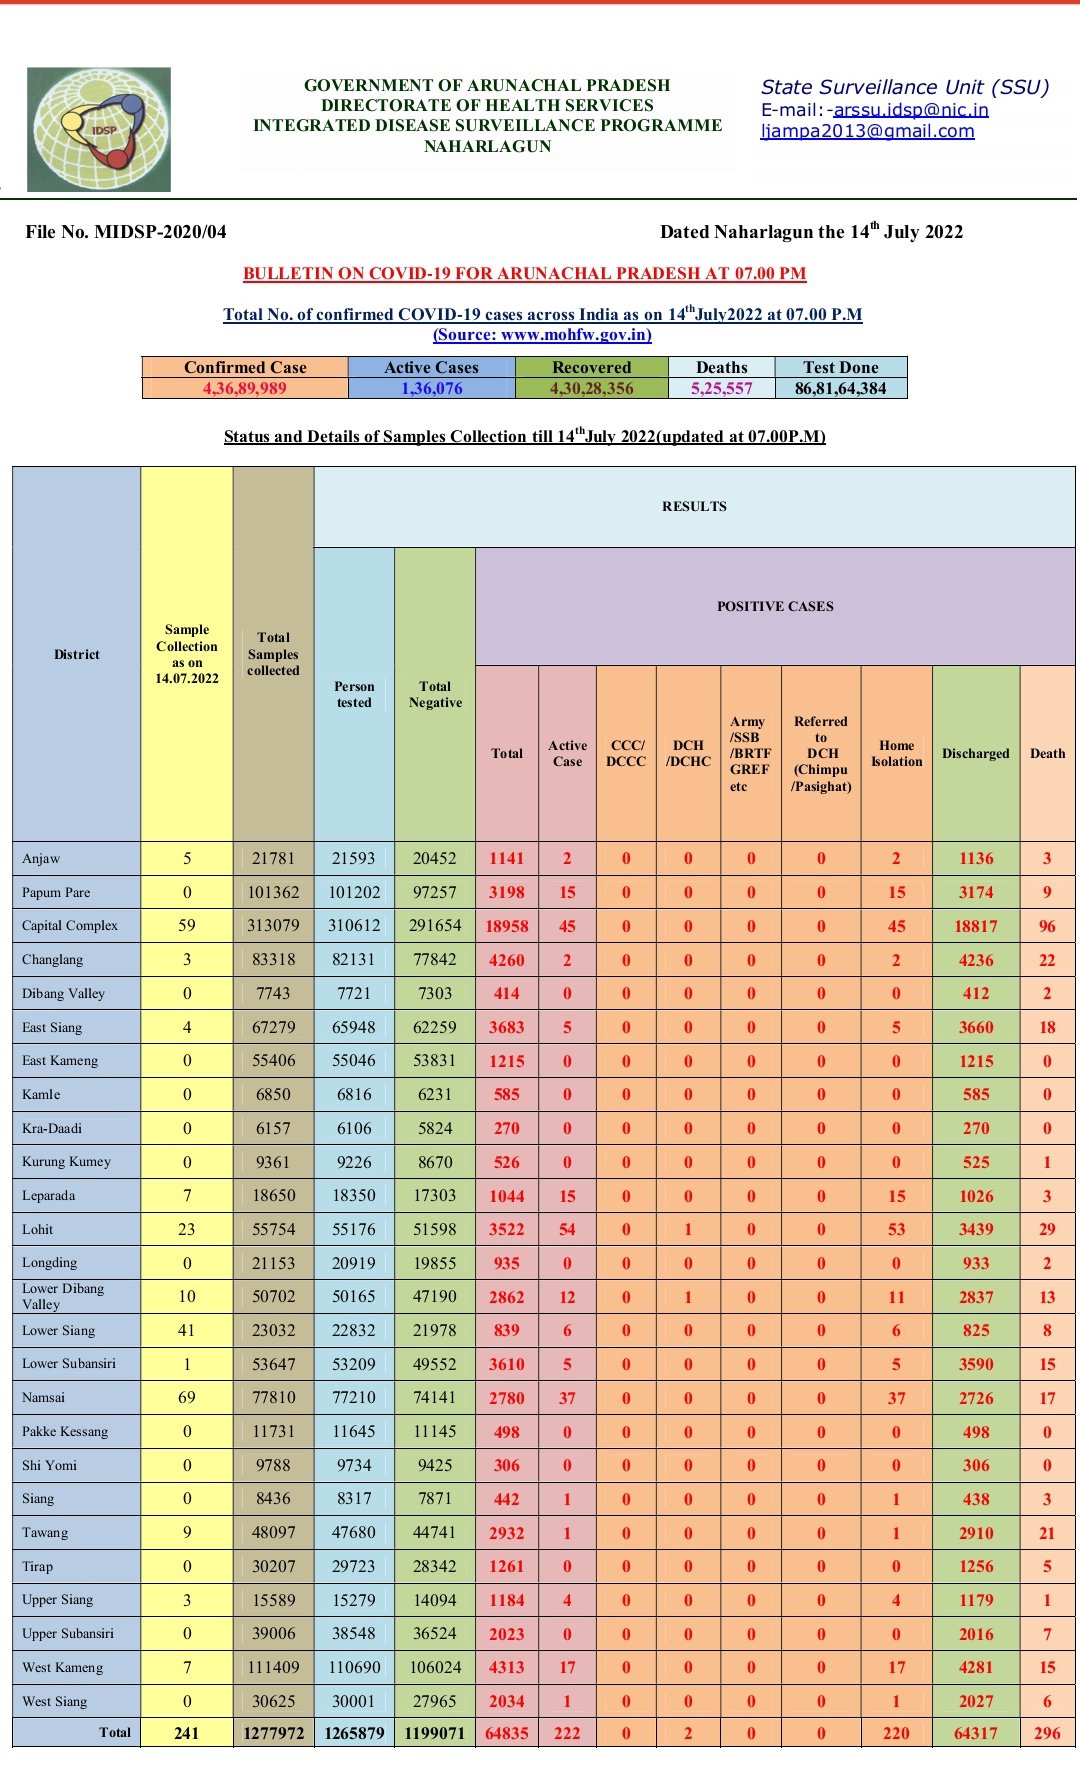 IDSP
GOVERNMENT OF ARUNACHAL PRADESH
DIRECTORATE OF HEALTH SERVICES
INTEGRATED DISEASE SURVEILLANCE PROGRAMME
NAHARLAGUN
State Surveillance Unit (SSU)
E-mail:-arssu.idsp@nic.in
ljampa2013@gmail.com
File No. MIDSP-2020/04 Dated Naharlagun the 14th July 2022
BULLETIN ON COVID-19 FOR ARUNACHAL PRADESH AT 07.00 PM
Total No. of confirmed COVID-19 cases across India as on 14thJuly2022 at 07.00 P.M
(Source: www.mohfw.gov.in)
Confirmed Case Active Cases Recovered Deaths Test Done
4,36,89,989 1,36,076 4,30,28,356 5,25,557 86,81,64,384
Status and Details of Samples Collection till 14thJuly 2022(updated at 07.00P.M)
District
Sample
Collection
as on
14.07.2022
Total
Samples
collected
RESULTS
Person
tested
Total
Negative
POSITIVE CASES
Total
Active
Case
CCC/
DCCC
DCH
/DCHC
Army
/SSB
/BRTF
GREF
etc
Referred
to
DCH
(Chimpu
/Pasighat)
Home
Isolation
Discharged
Death
Anjaw 5 21781 21593 20452 1141 2 0 0 0 0 2 1136 3
Papum Pare 0 101362 101202 97257 3198 15 0 0 0 0 15 3174 9
Capital Complex 59 313079 310612 291654 18958 45 0 0 0 0 45 18817 96
Changlang 3 83318 82131 77842 4260 2 0 0 0 0 2 4236 22
Dibang Valley 0 7743 7721 7303 414 0 0 0 0 0 0 412 2
East Siang 4 67279 65948 62259 3683 5 0 0 0 0 5 3660 18
East Kameng 0 55406 55046 53831 1215 0 0 0 0 0 0 1215 0
Kamle 0 6850 6816 6231 585 0 0 0 0 0 0 585 0
Kra-Daadi 0 6157 6106 5824 270 0 0 0 0 0 0 270 0
Kurung Kumey 0 9361 9226 8670 526 0 0 0 0 0 0 525 1
Leparada 7 18650 18350 17303 1044 15 0 0 0 0 15 1026 3
Lohit 23 55754 55176 51598 3522 54 0 1 0 0 53 3439 29
Longding 0 21153 20919 19855 935 0 0 0 0 0 0 933 2
Lower Dibang
Valley 10 50702 50165 47190 2862 12 0 1 0 0 11 2837 13
Lower Siang 41 23032 22832 21978 839 6 0 0 0 0 6 825 8
Lower Subansiri 1 53647 53209 49552 3610 5 0 0 0 0 5 3590 15
Namsai 69 77810 77210 74141 2780 37 0 0 0 0 37 2726 17
Pakke Kessang 0 11731 11645 11145 498 0 0 0 0 0 0 498 0
Shi Yomi 0 9788 9734 9425 306 0 0 0 0 0 0 306 0
Siang 0 8436 8317 7871 442 1 0 0 0 0 1 438 3
Tawang 9 48097 47680 44741 2932 1 0 0 0 0 1 2910 21
Tirap 0 30207 29723 28342 1261 0 0 0 0 0 0 1256 5
Upper Siang 3 15589 15279 14094 1184 4 0 0 0 0 4 1179 1
Upper Subansiri 0 39006 38548 36524 2023 0 0 0 0 0 0 2016 7
West Kameng 7 111409 110690 106024 4313 17 0 0 0 0 17 4281 15
West Siang 0 30625 30001 27965 2034 1 0 0 0 0 1 2027 6
Total 241 1277972 1265879 1199071 64835 222 0 2 0 0 220 64317 296